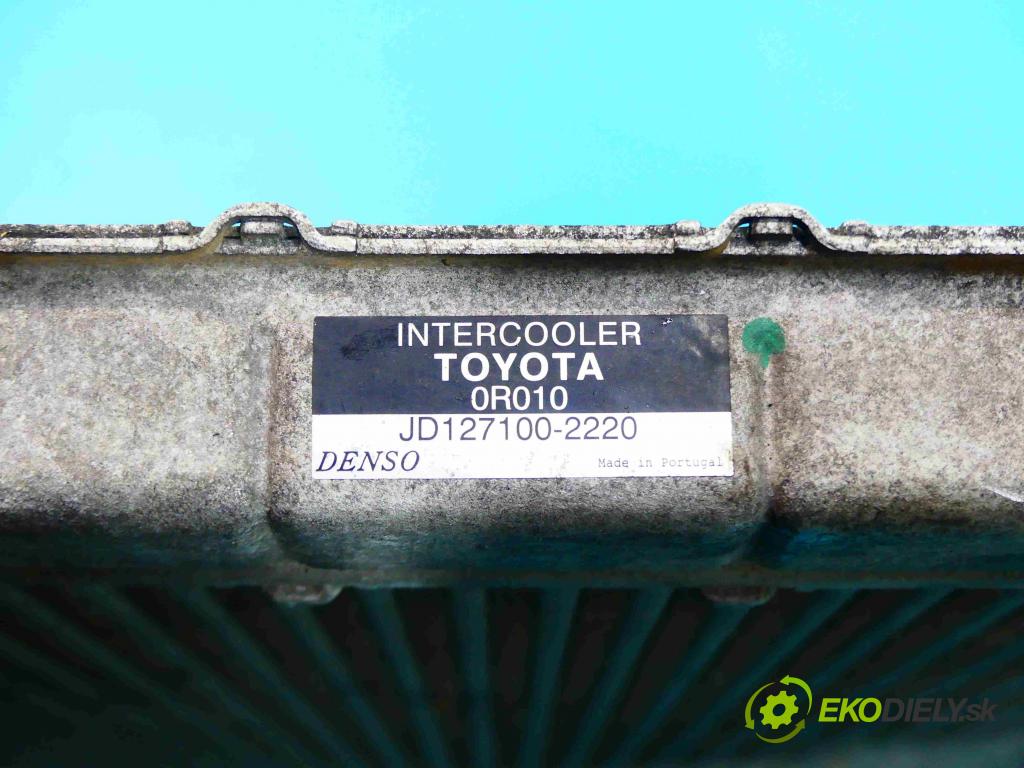 INTERCOOLER
TOYOTA
0R010
JD127100-2220
DENSO Made in Portugal
EKODIELY.sk